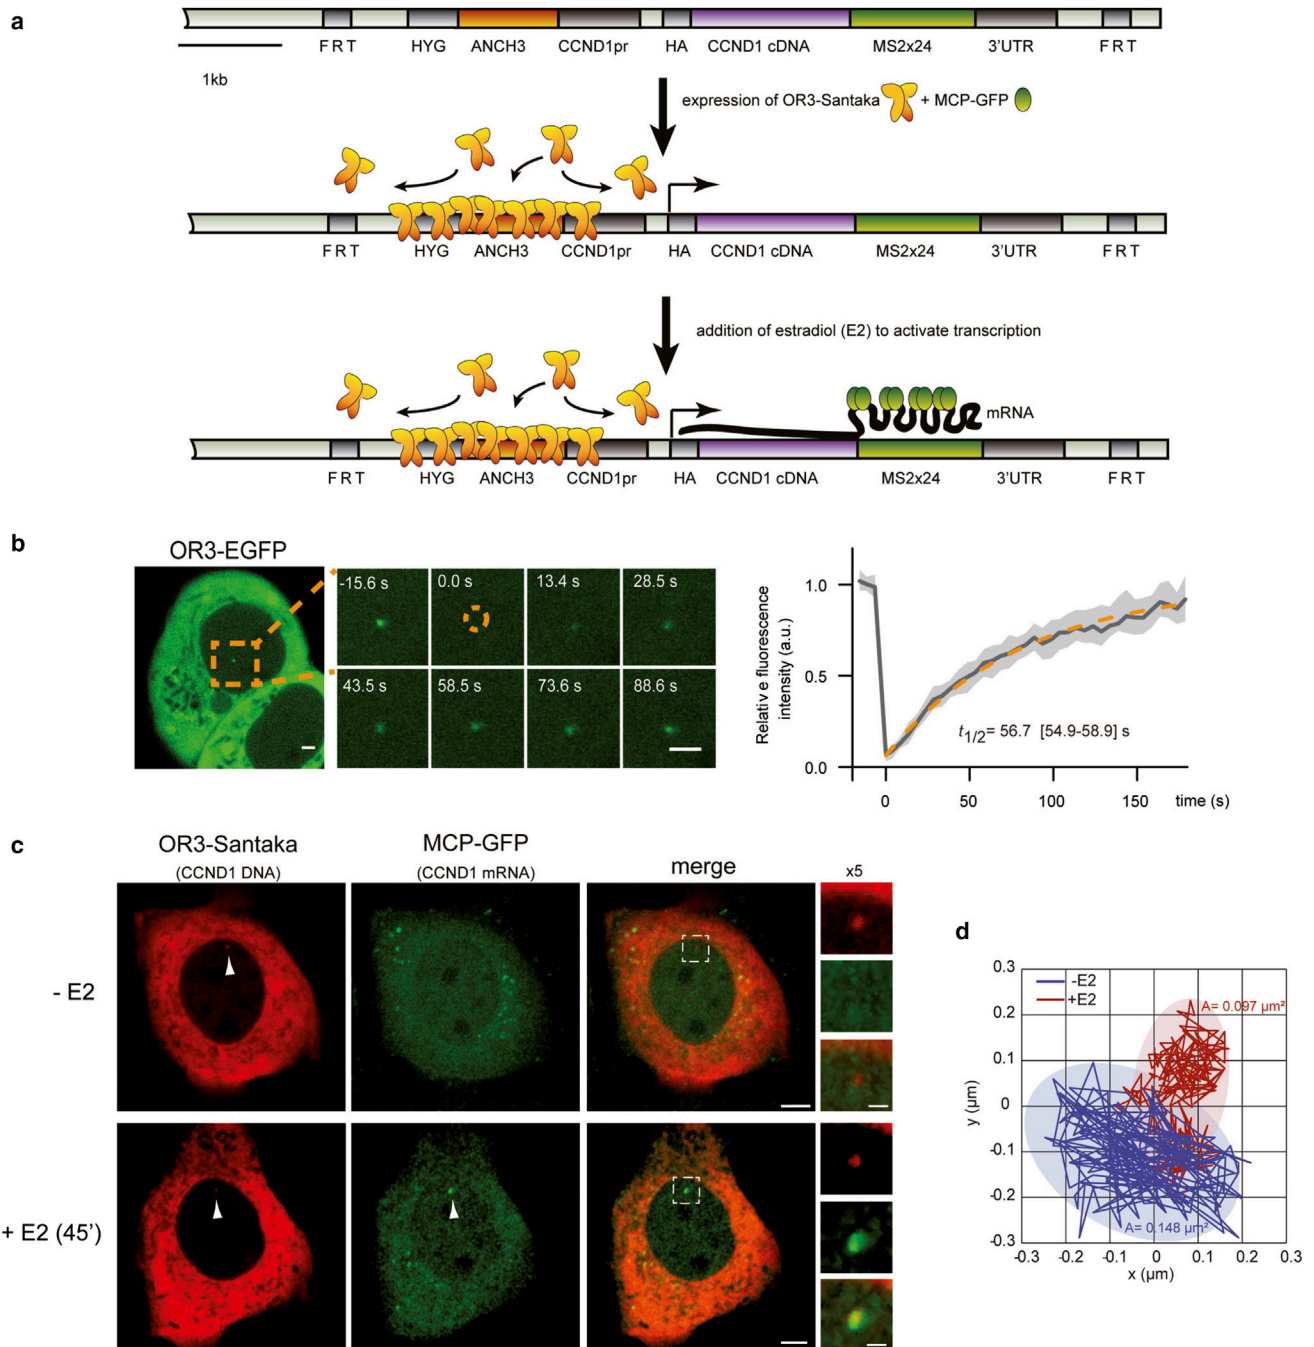 a
FRT HYG ANCH3 CCND1pr HA CCND1 cDNA MS2x24 3'UTR FRT
1kb
expression of OR3-Santaka + MCP-GFP
FRT HYG ANCH3 CCND1pr HA CCND1 cDNA MS2x24 3'UTR FRT
addition of estradiol (E2) to activate transcription
mRNA
FRT HYG ANCH3 CCND1pr HA CCND1 cDNA MS2x24 3'UTR FRT
b
OR3-EGFP
-15.6 s 0.0 s 13.4 s 28.5 s
43.5 s 58.5 s 73.6 s 88.6 s
Relative fluorescence
intensity (a.u.)
1.0
0.5
0.0
t1/2= 56.7 [54.9-58.9] s
0 50 100 150 time (s)
c
OR3-Santaka MCP-GFP merge
(CCND1 DNA) (CCND1 mRNA) x5
- E2
+ E2 (45')
d
-E2
+E2
A= 0.097 µm²
A= 0.148 µm²
y (µm)
0.3
0.2
0.1
0
-0.1
-0.2
-0.3
-0.3 -0.2 -0.1 0 0.1 0.2 0.3
x (µm)